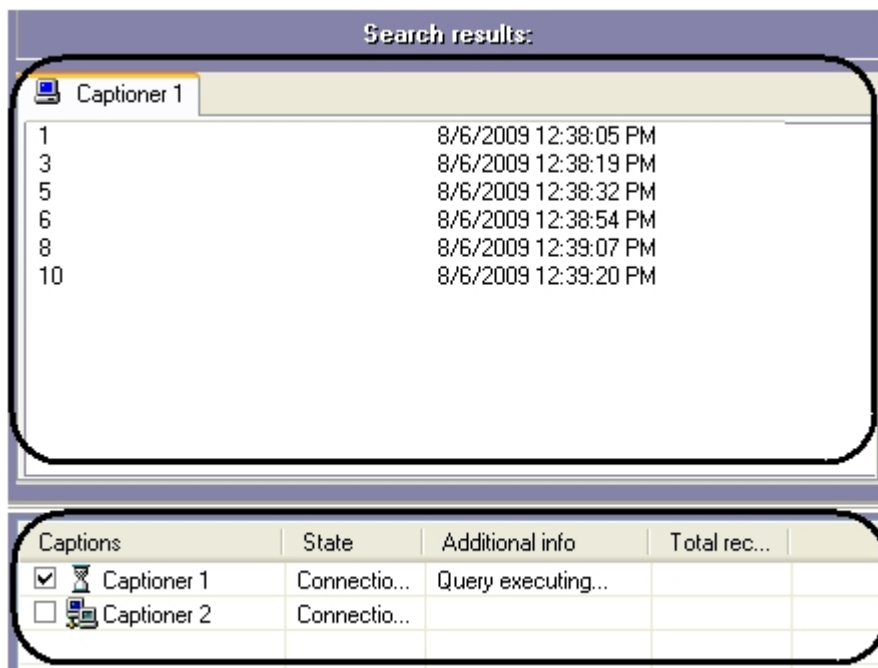 Search results:
Captioner 1
1 8/6/2009 12:38:05 PM
3 8/6/2009 12:38:19 PM
5 8/6/2009 12:38:32 PM
6 8/6/2009 12:38:54 PM
8 8/6/2009 12:39:07 PM
10 8/6/2009 12:39:20 PM
Captions State Additional info Total rec...
Captioner 1 Connectio... Query executing...
Captioner 2 Connectio...